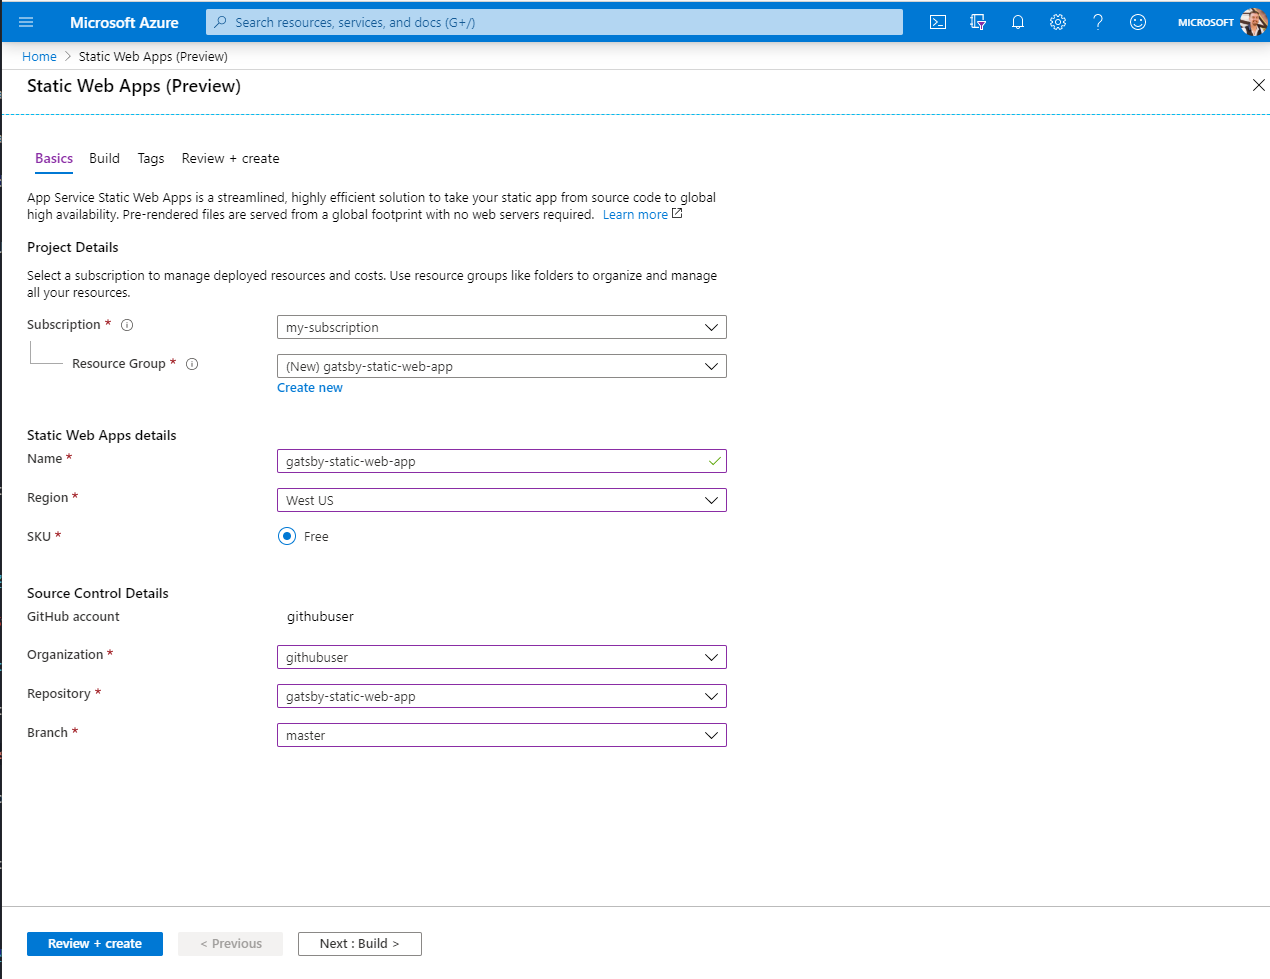 Microsoft Azure
Search resources, services, and docs (G+/)
MICROSOFT
Home > Static Web Apps (Preview)
Static Web Apps (Preview)
Basics Build Tags Review + create
App Service Static Web Apps is a streamlined, highly efficient solution to take your static app from source code to global
high availability. Pre-rendered files are served from a global footprint with no web servers required. Learn more
Project Details
Select a subscription to manage deployed resources and costs. Use resource groups like folders to organize and manage
all your resources.
Subscription *
my-subscription
Resource Group *
(New) gatsby-static-web-app
Create new
Static Web Apps details
Name *
gatsby-static-web-app
Region *
West US
SKU *
Free
Source Control Details
GitHub account
githubuser
Organization *
githubuser
Repository *
gatsby-static-web-app
Branch *
master
Review + create
< Previous
Next : Build >